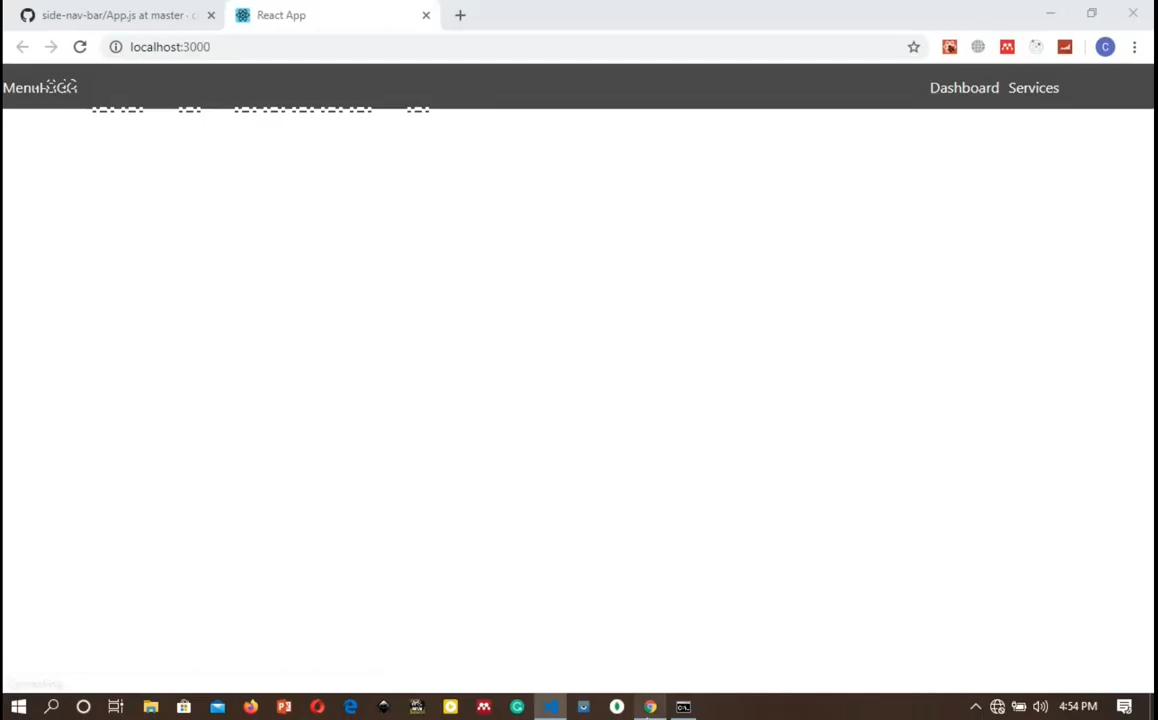 side-nav-bar/App.js at master · c
React App
localhost:3000
C
Menu
Dashboard Services
4:54 PM